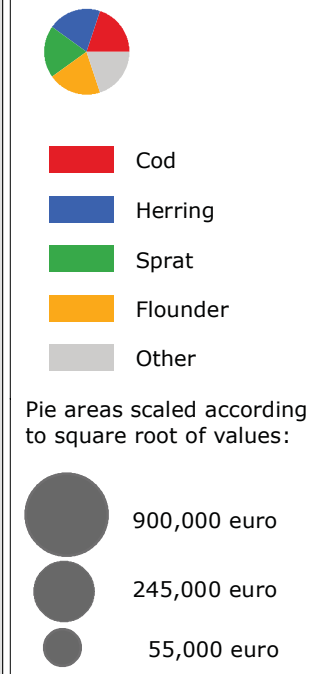 Cod
Herring
Sprat
Flounder
Other
Pie areas scaled according
to square root of values:
900,000 euro
245,000 euro
55,000 euro